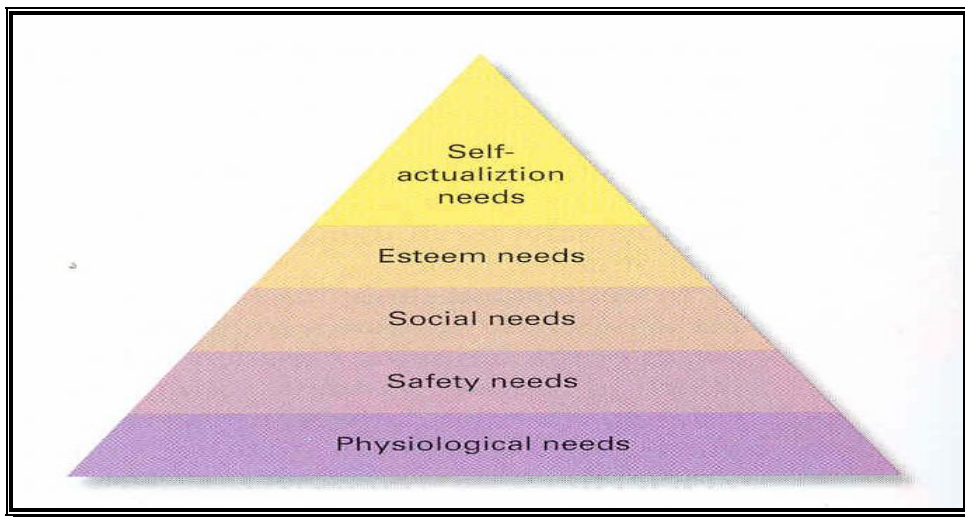 Self-
actualiztion
needs
Esteem needs
Social needs
Safety needs
Physiological needs